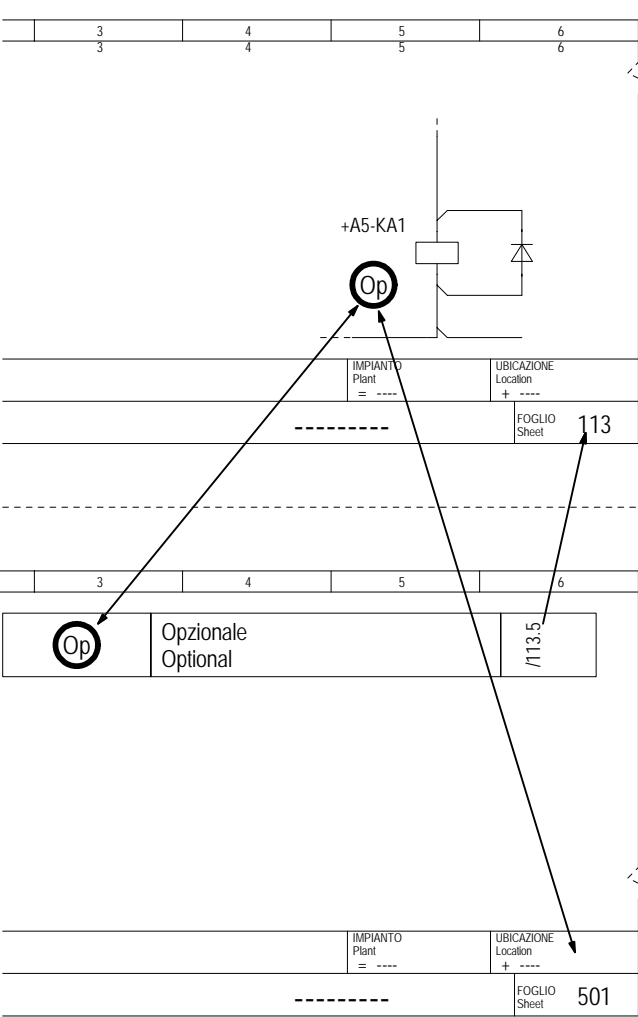 3 4 5 6
3 4 5 6
+A5-KA1
Op
IMPIANTO
Plant
= ----
UBICAZIONE
Location
+ ----
----------
FOGLIO
Sheet
113
3 4 5 6
Op
Opzionale
Optional
/113.5
IMPIANTO
Plant
= ----
UBICAZIONE
Location
+ ----
----------
FOGLIO
Sheet
501